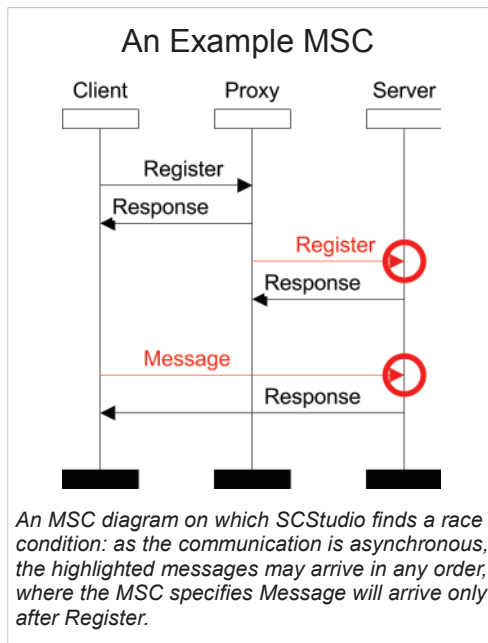 An Example MSC
Client Proxy Server
Register
Response
Register
Response
Message
Response
An MSC diagram on which SCStudio finds a race
condition: as the communication is asynchronous,
the highlighted messages may arrive in any order,
where the MSC specifies Message will arrive only
after Register.